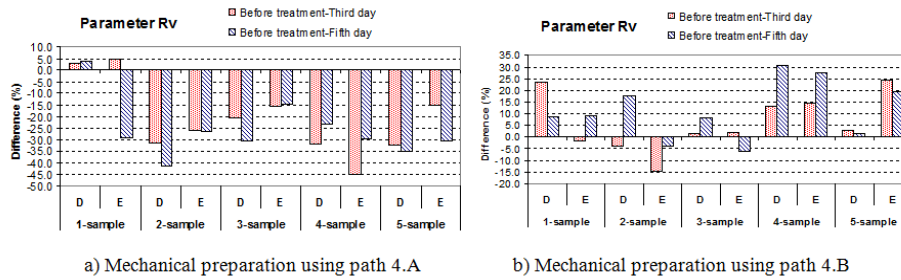 Parameter Rv
Before treatment-Third day
Before treatment-Fifth day
Difference (%)
10.0
5.0
0.0
-5.0
-10.0
-15.0
-20.0
-25.0
-30.0
-35.0
-40.0
-45.0
-50.0
D E D E D E D E D E
1-sample 2-sample 3-sample 4-sample 5-sample
a) Mechanical preparation using path 4.A
Parameter Rv
Before treatment-Third day
Before treatment-Fifth day
Difference (%)
35.0
30.0
25.0
20.0
15.0
10.0
5.0
0.0
-5.0
-10.0
-15.0
-20.0
D E D E D E D E D E
1-sample 2-sample 3-sample 4-sample 5-sample
b) Mechanical preparation using path 4.B